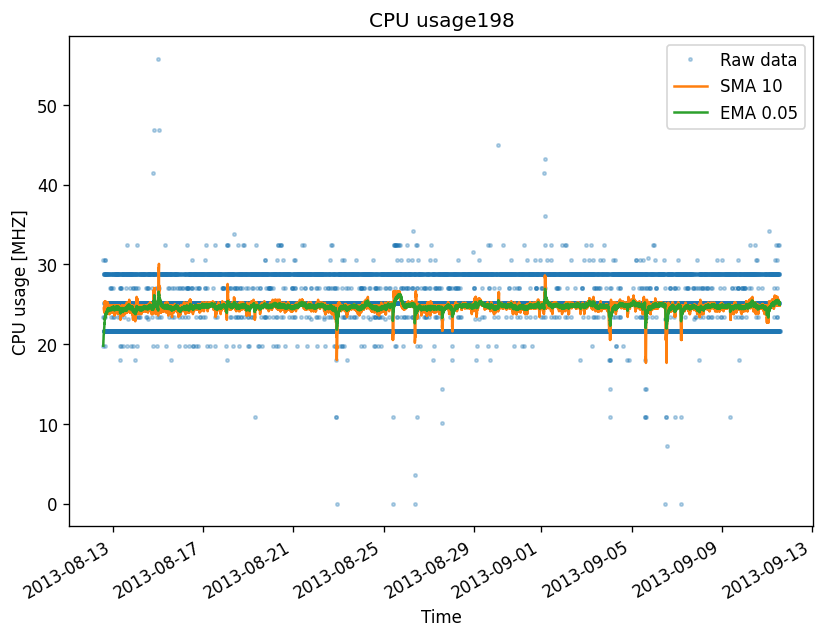 CPU usage198
Raw data
SMA 10
EMA 0.05
CPU usage [MHZ]
50
40
30
20
10
0
2013-08-13
2013-08-17
2013-08-21
2013-08-25
2013-08-29
2013-09-01
2013-09-05
2013-09-09
2013-09-13
Time